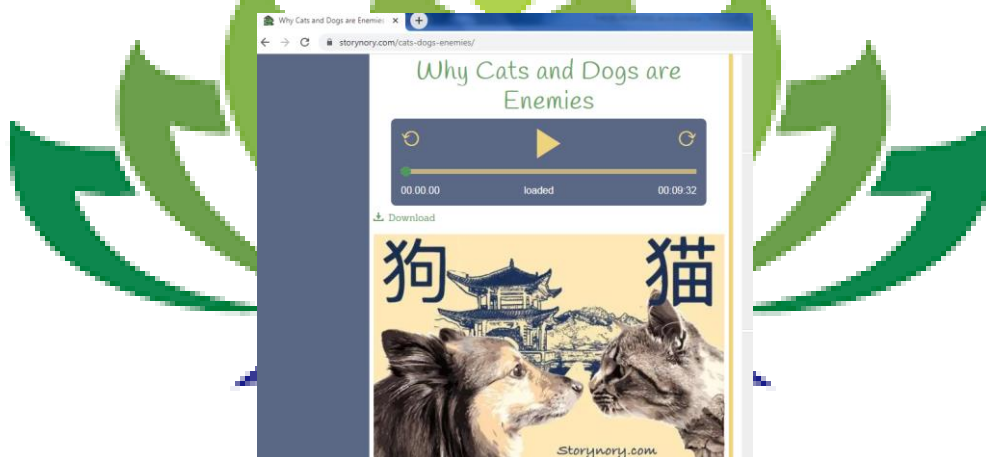 Why Cats and Dogs are Enemies
storynory.com/cats-dogs-enemies/
Why Cats and Dogs are
Enemies
00.00.00 loaded 00:09:32
Download
狗 猫
Storynory.com